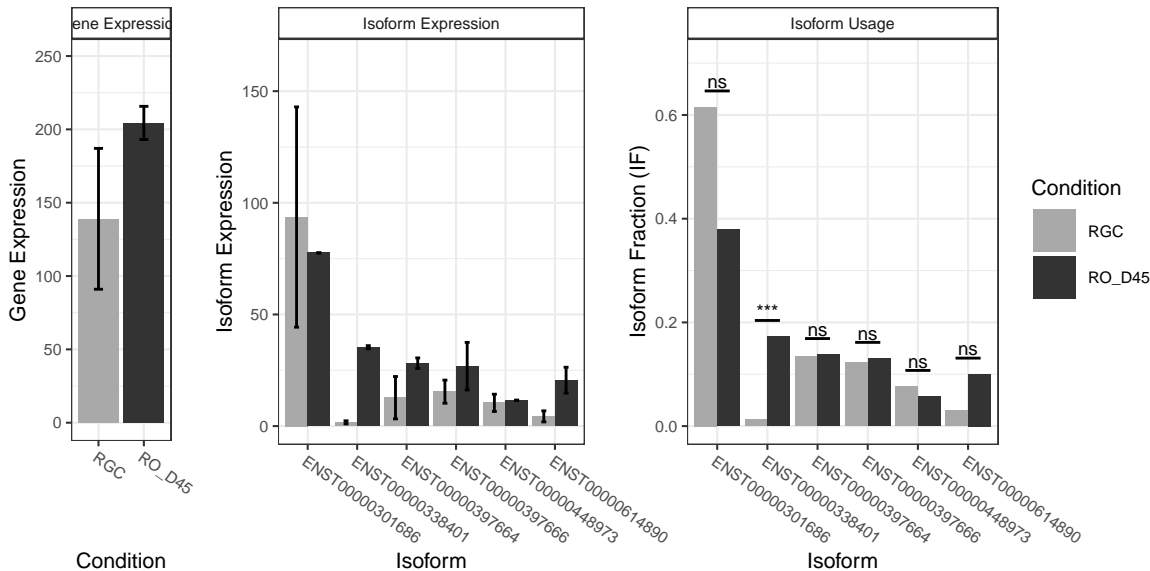 ene Expressio
Gene Expression
250
200
150
100
50
0
RGC
RO_D45
Condition
Isoform Expression
Isoform Expression
150
100
50
0
ENST00000301686
ENST00000338401
ENST00000397664
ENST00000397666
ENST00000448973
ENST00000614890
Isoform
Isoform Usage
Isoform Fraction (IF)
0.6
0.4
0.2
0.0
ns
***
ns
ns
ns
ns
ENST00000301686
ENST00000338401
ENST00000397664
ENST00000397666
ENST00000448973
ENST00000614890
Isoform
Condition
RGC
RO_D45